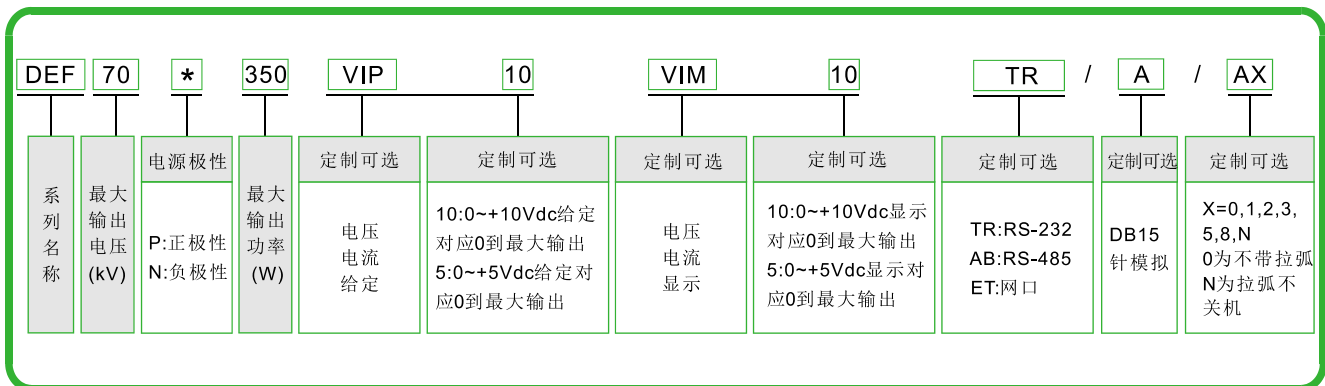 DEF 70 * 350 VIP 10 VIM 10 TR / A / AX
系
列
名
称
最大
输出
电压
(kV)
电源极性
P:正极性
N:负极性
最大
输出
功率
(W)
定制可选
电压
电流
给定
定制可选
10:0~+10Vdc给定
对应0到最大输出
5:0~+5Vdc给定对
应0到最大输出
定制可选
电压
电流
显示
定制可选
10:0~+10Vdc显示
对应0到最大输出
5:0~+5Vdc显示对
应0到最大输出
定制可选
TR:RS-232
AB:RS-485
ET:网口
定制可选
DB15
针模拟
定制可选
X=0,1,2,3,
5,8,N
0为不带拉弧
N为拉弧不
关机